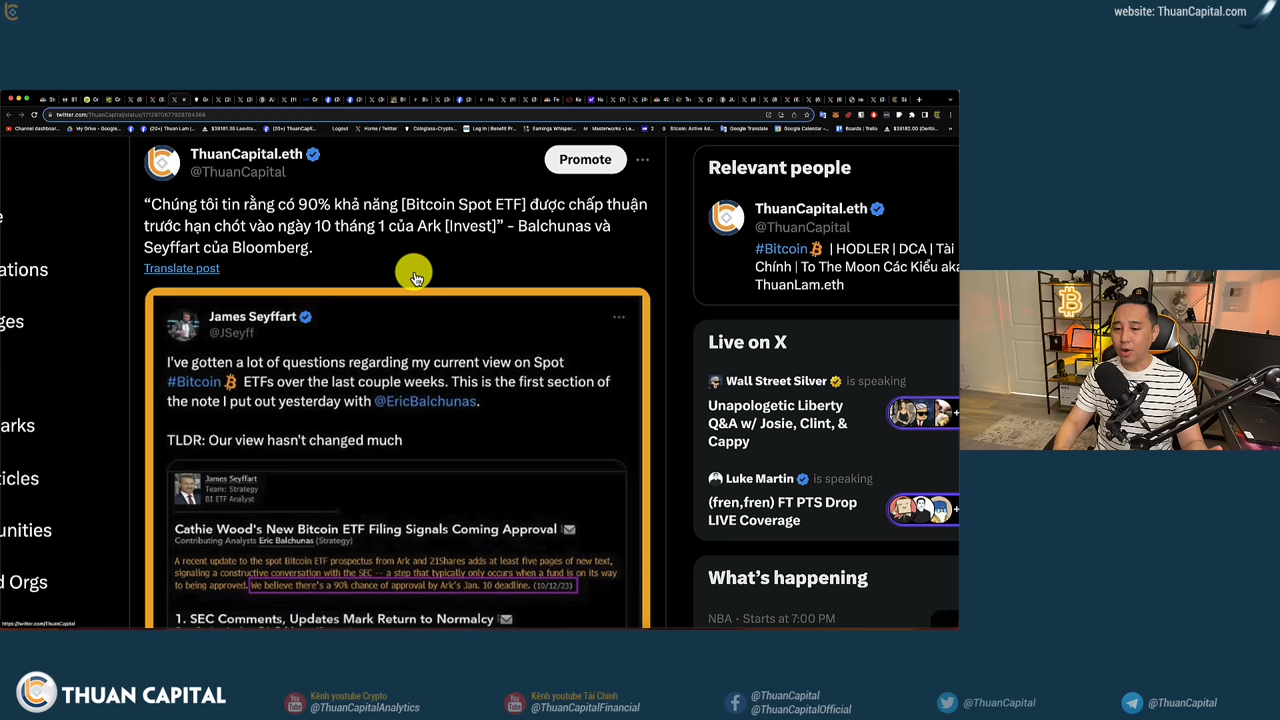 website: ThuanCapital.com
twitter.com/ThuanCapital/status/1712970677928784366
ThuanCapital.eth
@ThuanCapital
Promote
“Chúng tôi tin rằng có 90% khả năng [Bitcoin Spot ETF] được chấp thuận
trước hạn chót vào ngày 10 tháng 1 của Ark [Invest]” - Balchunas và
Seyffart của Bloomberg.
Translate post
James Seyffart
@JSeyff
I've gotten a lot of questions regarding my current view on Spot
#Bitcoin ETFs over the last couple weeks. This is the first section of
the note I put out yesterday with @EricBalchunas.
TLDR: Our view hasn't changed much
James Seyffart
Team: Strategy
BI ETF Analyst
Cathie Wood's New Bitcoin ETF Filing Signals Coming Approval
Contributing Analysts Eric Balchunas (Strategy)
A recent update to the spot Bitcoin ETF prospectus from Ark and 21Shares adds at least five pages of new text,
signaling a constructive conversation with the SEC -- a step that typically only occurs when a fund is on its way
to being approved. We believe there's a 90% chance of approval by Ark's Jan. 10 deadline. (10/12/23)
1. SEC Comments, Updates Mark Return to Normalcy
Relevant people
ThuanCapital.eth
@ThuanCapital
#Bitcoin | HODLER | DCA | Tài
Chính | To The Moon Các Kiểu aka
ThuanLam.eth
Live on X
Wall Street Silver is speaking
Unapologetic Liberty
Q&A w/ Josie, Clint, &
Cappy
Luke Martin is speaking
(fren,fren) FT PTS Drop
LIVE Coverage
What's happening
NBA · Starts at 7:00 PM
https://twitter.com/ThuanCapital
THUAN CAPITAL
Kênh youtube Crypto
@ThuanCapitalAnalytics
Kênh youtube Tài Chính
@ThuanCapitalFinancial
@ThuanCapital
@ThuanCapitalOfficial
@ThuanCapital
@ThuanCapital